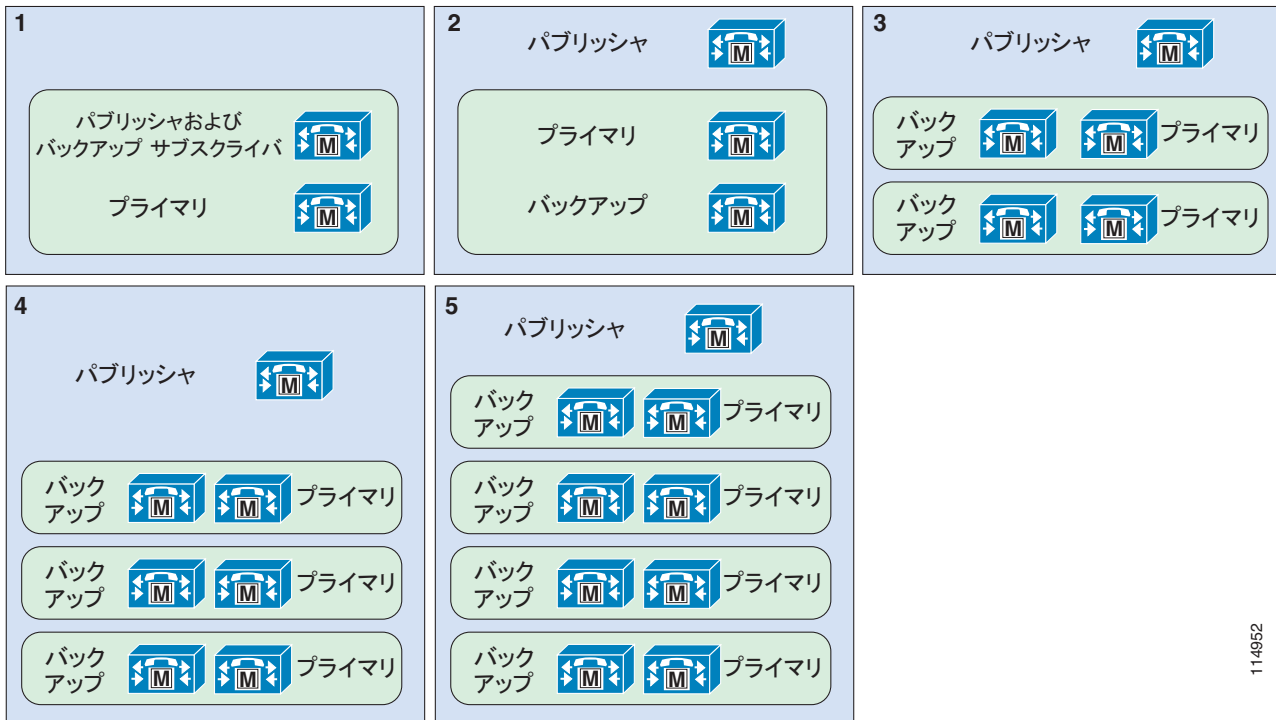 1
パブリッシャおよび
バックアップ サブスクライバ
M
プライマリ
M
2
パブリッシャ
M
プライマリ
M
バックアップ
M
3
パブリッシャ
M
バック
アップ
M
M
プライマリ
バック
アップ
M
M
プライマリ
4
パブリッシャ
M
バック
アップ
M
M
プライマリ
バック
アップ
M
M
プライマリ
バック
アップ
M
M
プライマリ
5
パブリッシャ
M
バック
アップ
M
M
プライマリ
バック
アップ
M
M
プライマリ
バック
アップ
M
M
プライマリ
バック
アップ
M
M
プライマリ
114952